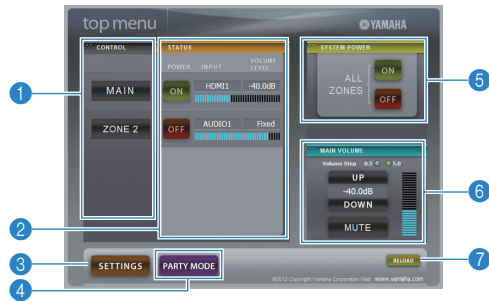 top menu
YAMAHA
CONTROL
STATUS
SYSTEM POWER
POWER INPUT VOLUME LEVEL
MAIN
ON HDMI1 -40.0dB
ALL ZONES
ON
OFF
ZONE 2
OFF AUDIO1 Fixed
MAIN VOLUME
Volume Step 0.5 5.0
UP
-40.0dB
DOWN
MUTE
SETTINGS
PARTY MODE
RELOAD
©2012 Copyright Yamaha Corporation Visit www.yamaha.com
1
2
3
4
5
6
7